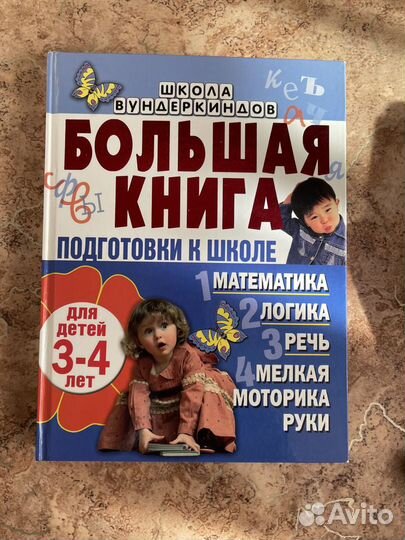 ШКОЛА
ВУНДЕРКИНДОВ
к е ъ
а ч
я
БОЛЬШАЯ
КНИГА
с ф в ы
ПОДГОТОВКИ К ШКОЛЕ
для
детей
3-4
лет
1 МАТЕМАТИКА
2 ЛОГИКА
3 РЕЧЬ
4 МЕЛКАЯ
МОТОРИКА
РУКИ
Avito